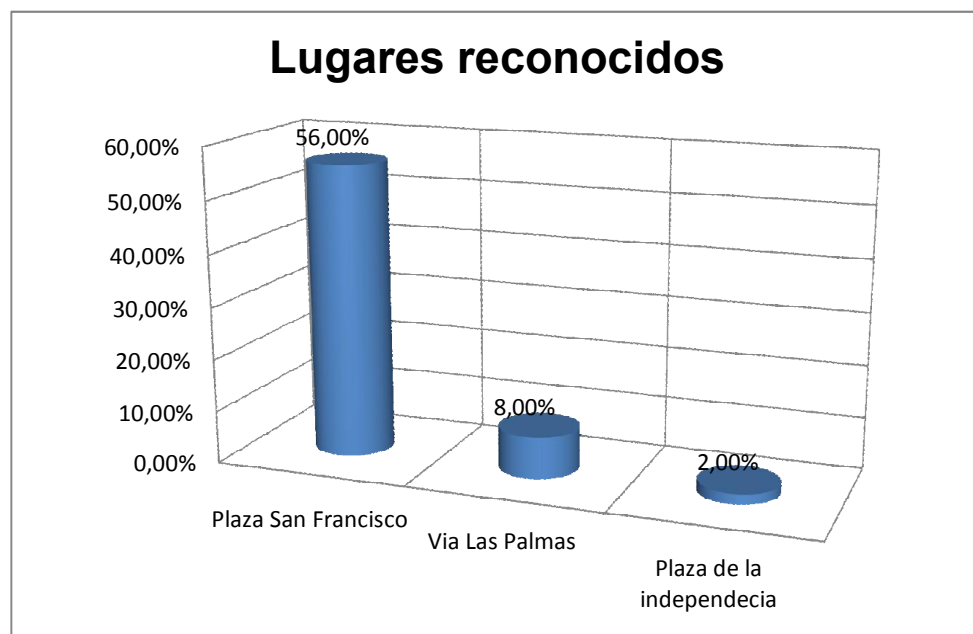 Lugares reconocidos
60,00%
50,00%
40,00%
30,00%
20,00%
10,00%
0,00%
56,00%
8,00%
2,00%
Plaza San Francisco
Via Las Palmas
Plaza de la
independecia